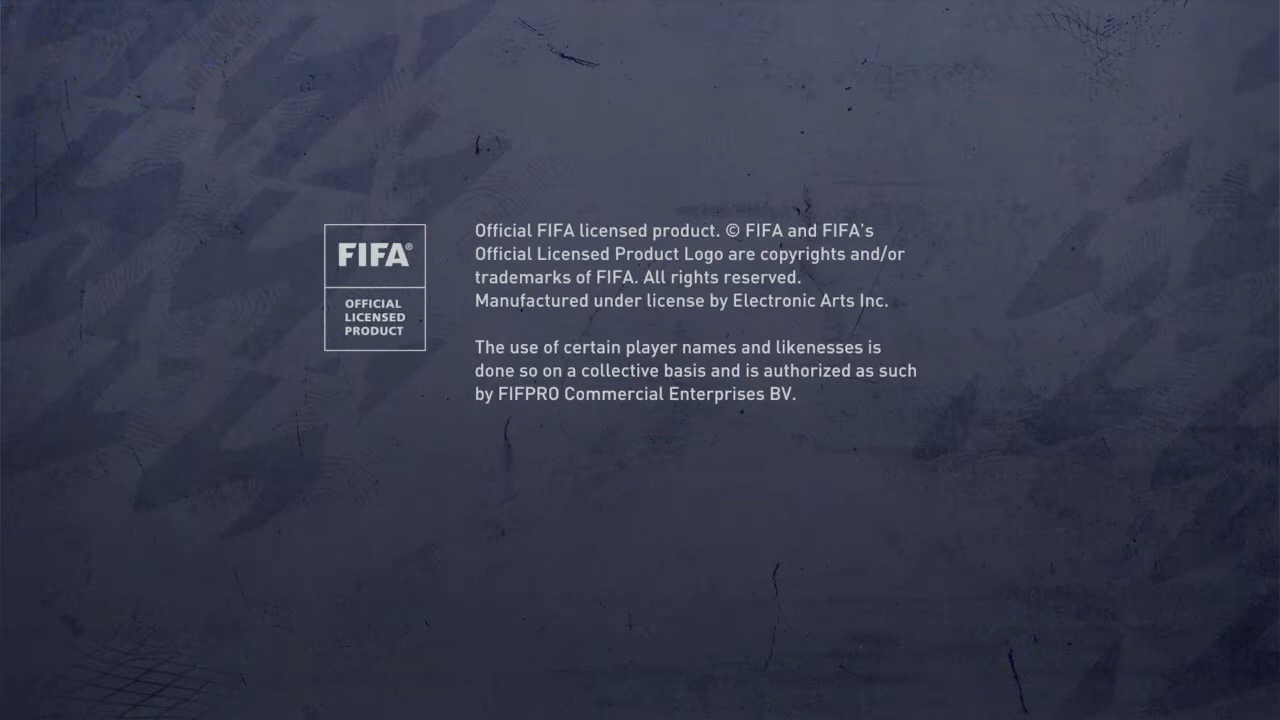 FIFA®
OFFICIAL
LICENSED
PRODUCT
Official FIFA licensed product. © FIFA and FIFA's
Official Licensed Product Logo are copyrights and/or
trademarks of FIFA. All rights reserved.
Manufactured under license by Electronic Arts Inc.
The use of certain player names and likenesses is
done so on a collective basis and is authorized as such
by FIFPRO Commercial Enterprises BV.